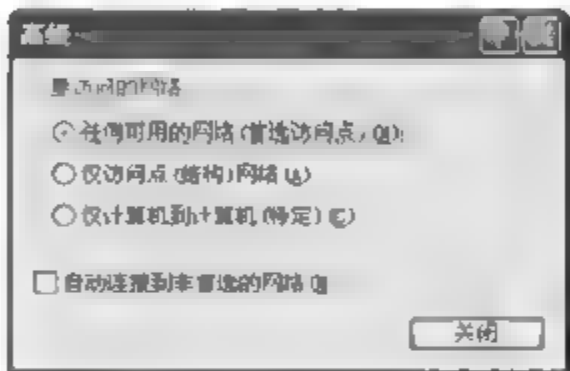 高级
要访问的网络
任何可用的网络(首选访问点)(N)
仅访问点(结构)网络(A)
仅计算机到计算机(特定)(C)
自动连接到非首选的网络(U)
关闭